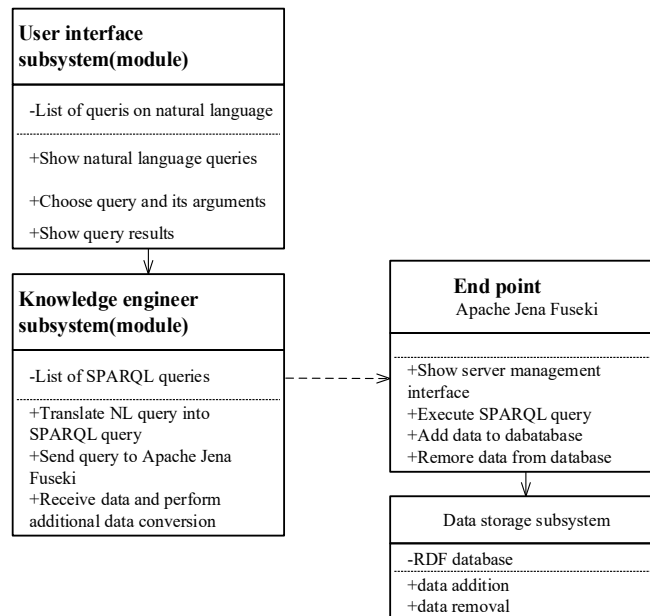 User interface
subsystem(module)
-List of queris on natural language
+Show natural language queries
+Choose query and its arguments
+Show query results
Knowledge engineer
subsystem(module)
-List of SPARQL queries
+Translate NL query into
SPARQL query
+Send query to Apache Jena
Fuseki
+Receive data and perform
additional data conversion
End point
Apache Jena Fuseki
+Show server management
interface
+Execute SPARQL query
+Add data to dabatabase
+Remore data from database
Data storage subsystem
-RDF database
+data addition
+data removal